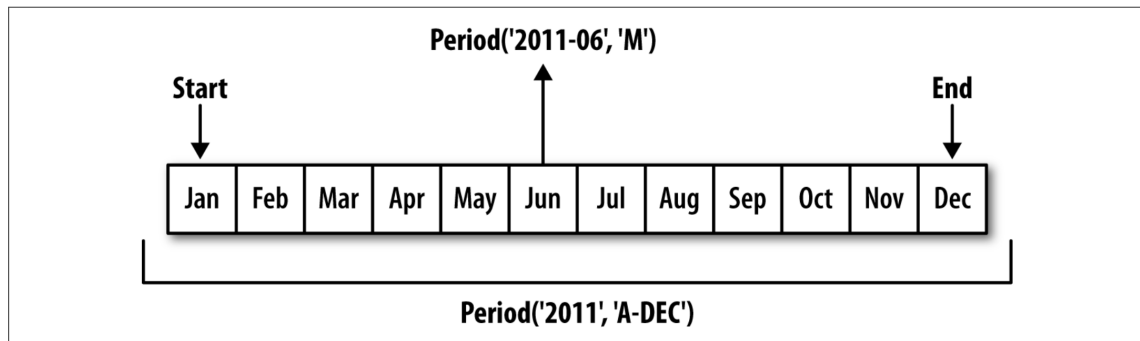 Period('2011-06', 'M')
Start End
Jan Feb Mar Apr May Jun Jul Aug Sep Oct Nov Dec
Period('2011', 'A-DEC')